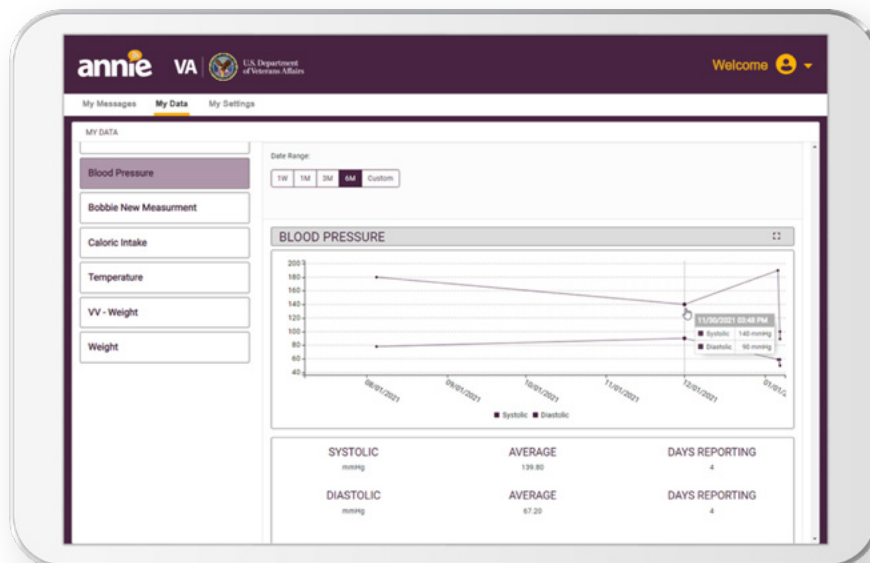 annie VA U.S. Department
of Veterans Affairs
Welcome
My Messages My Data My Settings
MY DATA
Blood Pressure
Bobbie New Measurment
Caloric Intake
Temperature
VV - Weight
Weight
Date Range:
1W 1M 3M 6M Custom
BLOOD PRESSURE
200
180
160
140
120
100
80
60
40
11/30/2021 03:48 PM
Systolic 140 mmHg
Diastolic 90 mmHg
08/01/2021 09/01/2021 10/01/2021 11/01/2021 12/01/2021 01/01/2
Systolic Diastolic
SYSTOLIC AVERAGE DAYS REPORTING
mmHg 139.80 4
DIASTOLIC AVERAGE DAYS REPORTING
mmHg 67.20 4